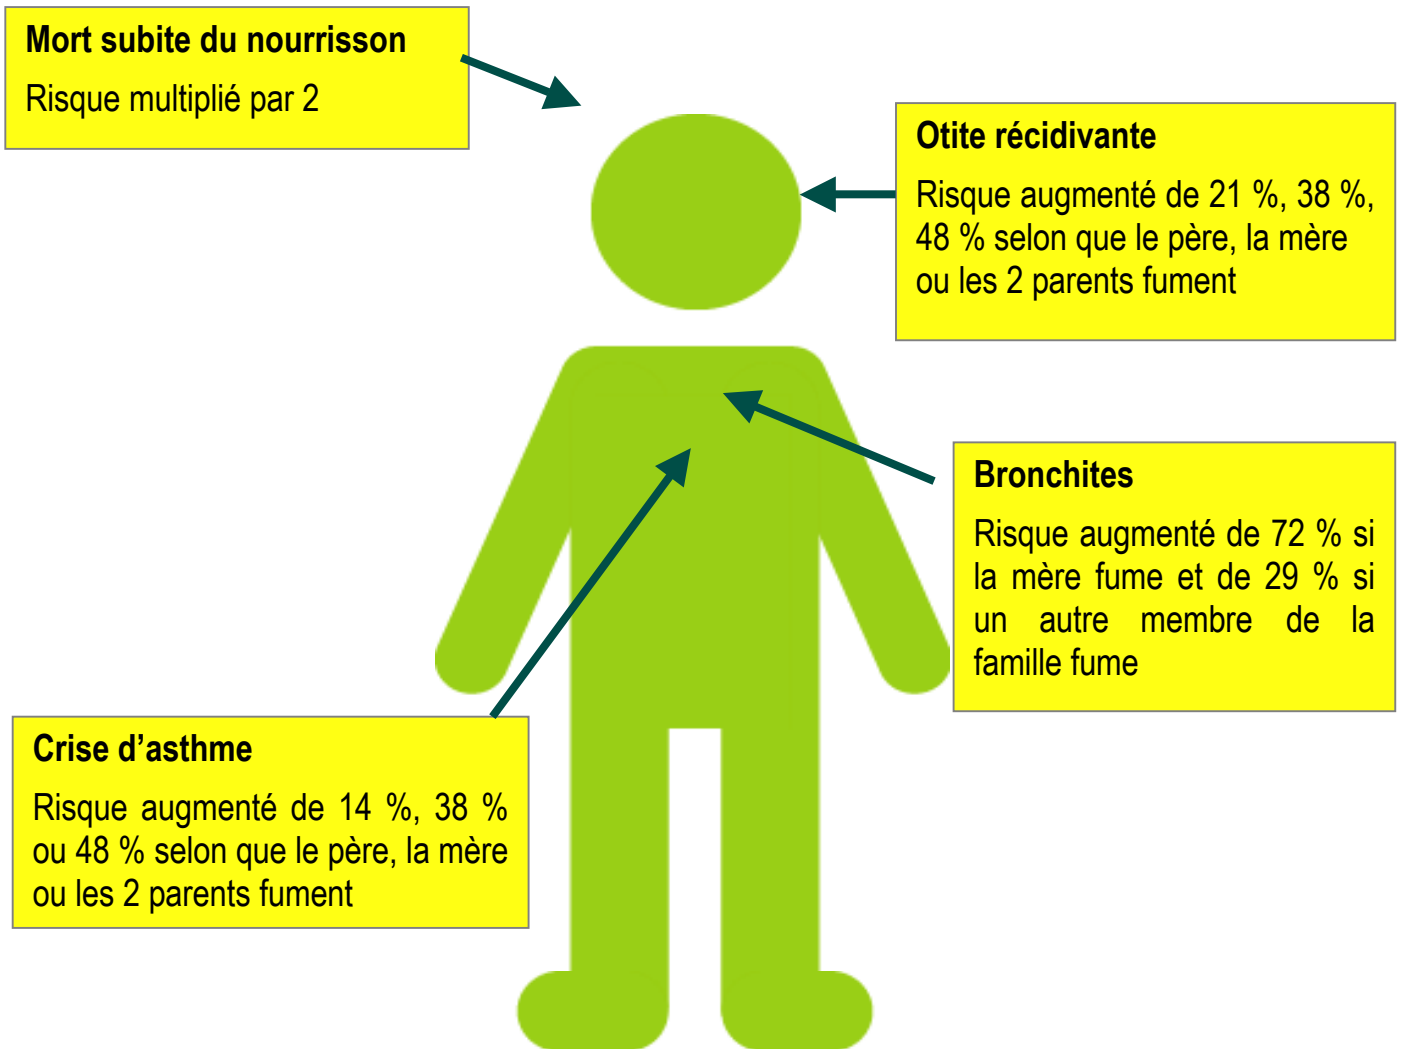 Mort subite du nourrisson
Risque multiplié par 2
Otite récidivante
Risque augmenté de 21 %, 38 %,
48 % selon que le père, la mère
ou les 2 parents fument
Bronchites
Risque augmenté de 72 % si
la mère fume et de 29 % si
un autre membre de la
famille fume
Crise d’asthme
Risque augmenté de 14 %, 38 %
ou 48 % selon que le père, la mère
ou les 2 parents fument